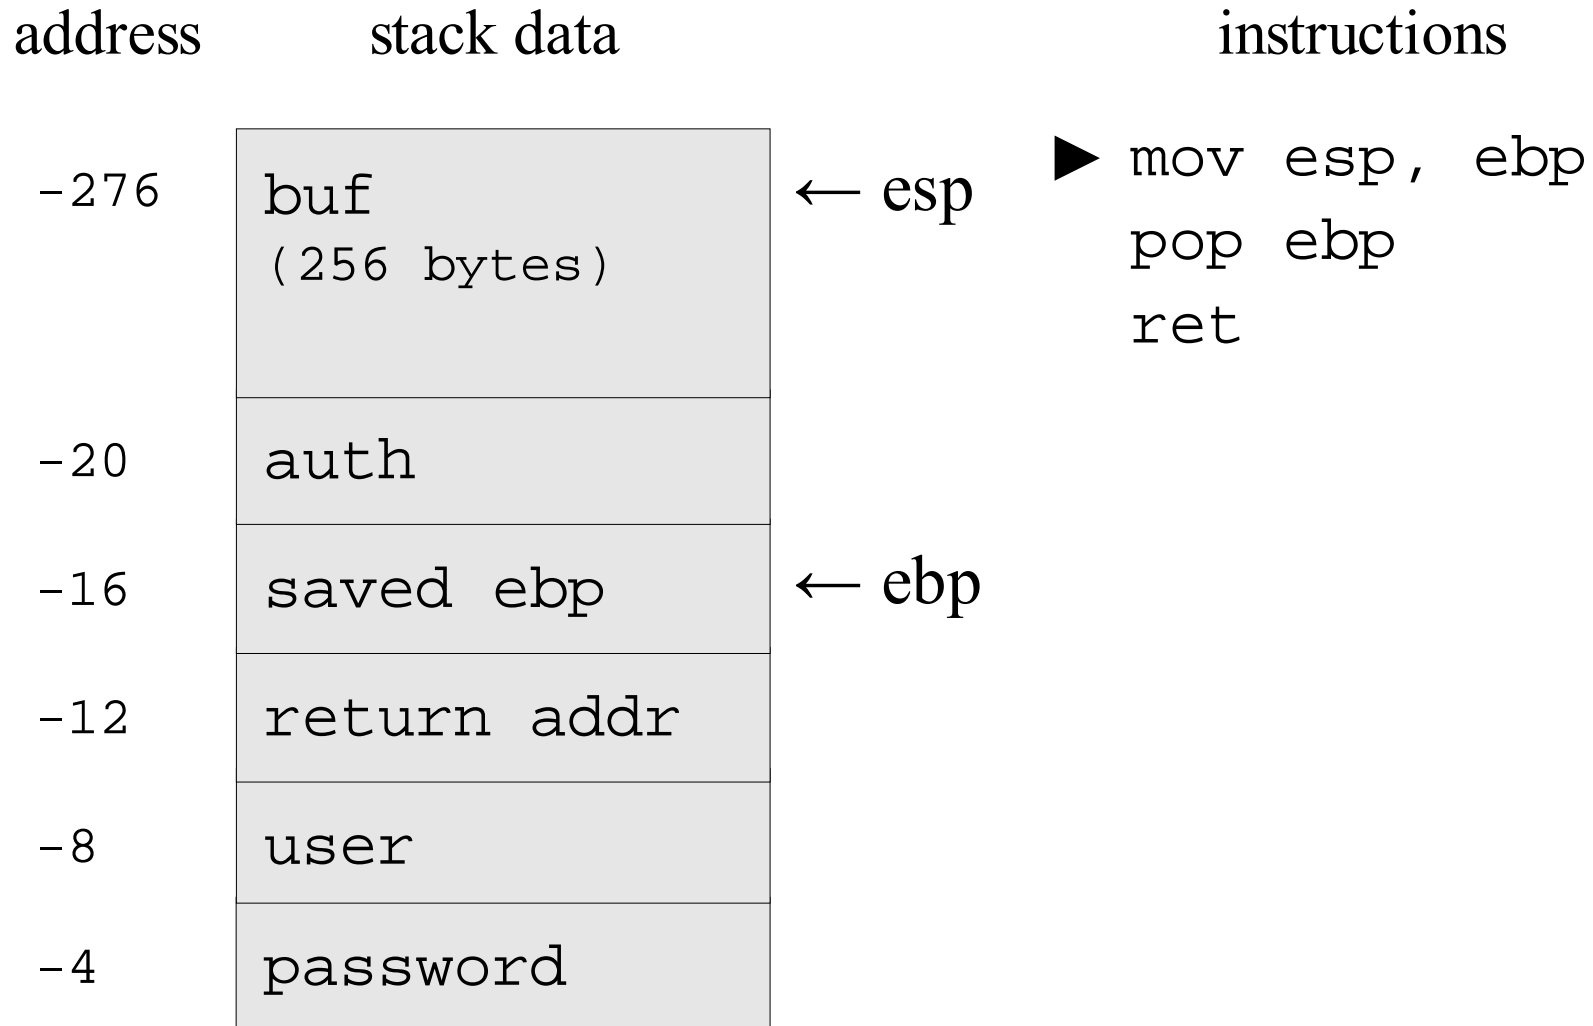 address stack data instructions
-276 buf ← esp ► mov esp, ebp
(256 bytes) pop ebp
ret
-20 auth
-16 saved ebp ← ebp
-12 return addr
-8 user
-4 password